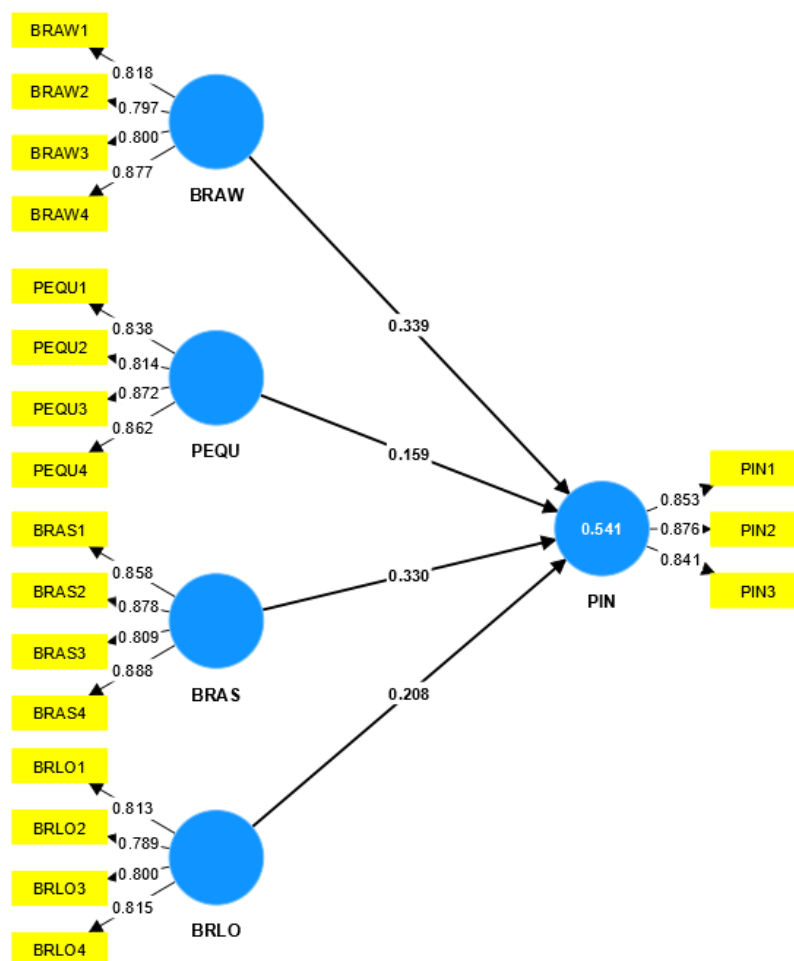 BRAW1
0.818
BRAW2
0.797
BRAW3
0.800
0.877
BRAW4
BRAW
PEQU1
0.838
PEQU2
0.814
PEQU3
0.872
0.862
PEQU4
PEQU
BRAS1
0.858
BRAS2
0.878
BRAS3
0.809
0.888
BRAS4
BRAS
BRLO1
0.813
BRLO2
0.789
BRLO3
0.800
0.815
BRLO4
BRLO
0.339
0.159
0.330
0.208
0.541
PIN
0.853
PIN1
0.876
PIN2
0.841
PIN3